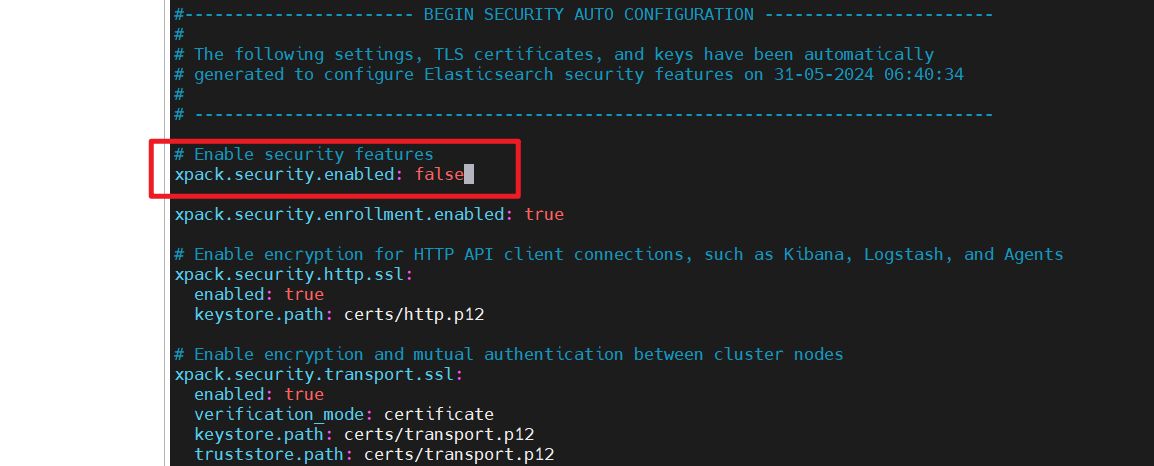 #----------------------- BEGIN SECURITY AUTO CONFIGURATION -----------------------
#
# The following settings, TLS certificates, and keys have been automatically
# generated to configure Elasticsearch security features on 31-05-2024 06:40:34
#
# --------------------------------------------------------------------------------
# Enable security features
xpack.security.enabled: false
xpack.security.enrollment.enabled: true
# Enable encryption for HTTP API client connections, such as Kibana, Logstash, and Agents
xpack.security.http.ssl:
  enabled: true
  keystore.path: certs/http.p12
# Enable encryption and mutual authentication between cluster nodes
xpack.security.transport.ssl:
  enabled: true
  verification_mode: certificate
  keystore.path: certs/transport.p12
  truststore.path: certs/transport.p12